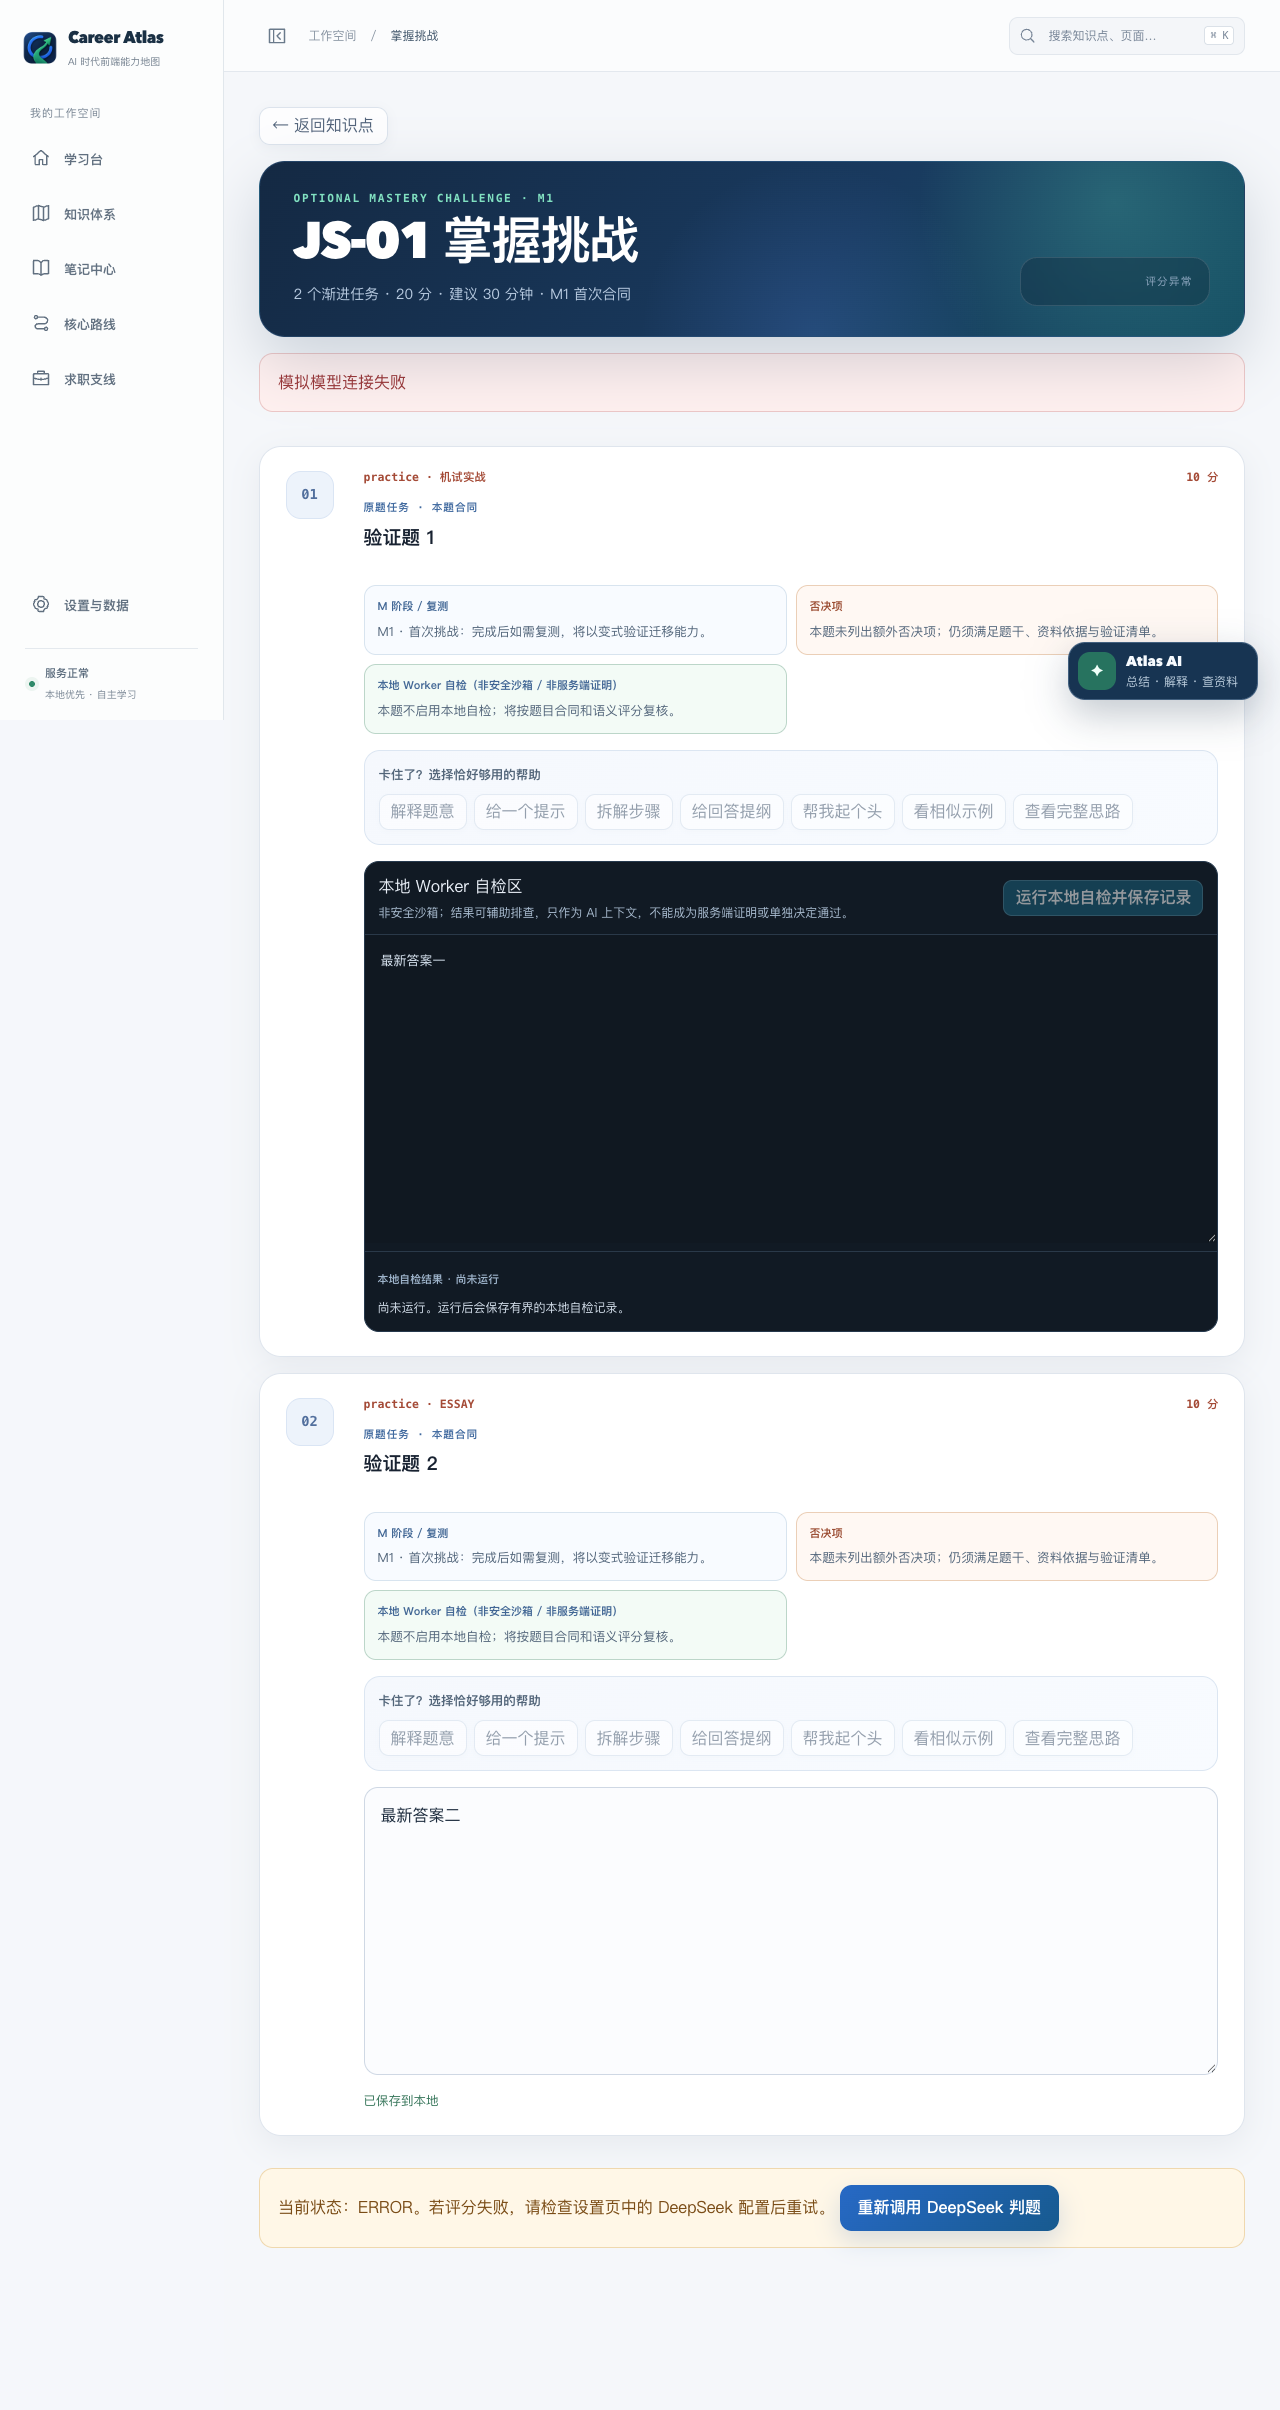 Career Atlas
AI 时代前端能力地图
我的工作空间
学习台
知识体系
笔记中心
核心路线
求职支线
设置与数据
服务正常
本地优先 · 自主学习
工作空间 / 掌握挑战
搜索知识点、页面...
⌘ K
← 返回知识点
OPTIONAL MASTERY CHALLENGE · M1
JS-01 掌握挑战
2 个渐进任务 · 20 分 · 建议 30 分钟 · M1 首次合同
评分异常
模拟模型连接失败
01
practice · 机试实战
10 分
原题任务 · 本题合同
验证题 1
M 阶段 / 复测
M1 · 首次挑战：完成后如需复测，将以变式验证迁移能力。
否决项
本题未列出额外否决项；仍须满足题干、资料依据与验证清单。
本地 Worker 自检（非安全沙箱 / 非服务端证明）
本题不启用本地自检；将按题目合同和语义评分复核。
Atlas AI
总结 · 解释 · 查资料
卡住了？选择恰好够用的帮助
解释题意
给一个提示
拆解步骤
给回答提纲
帮我起个头
看相似示例
查看完整思路
本地 Worker 自检区
非安全沙箱；结果可辅助排查，只作为 AI 上下文，不能成为服务端证明或单独决定通过。
运行本地自检并保存记录
最新答案一
本地自检结果 · 尚未运行
尚未运行。运行后会保存有界的本地自检记录。
02
practice · ESSAY
10 分
原题任务 · 本题合同
验证题 2
M 阶段 / 复测
M1 · 首次挑战：完成后如需复测，将以变式验证迁移能力。
否决项
本题未列出额外否决项；仍须满足题干、资料依据与验证清单。
本地 Worker 自检（非安全沙箱 / 非服务端证明）
本题不启用本地自检；将按题目合同和语义评分复核。
卡住了？选择恰好够用的帮助
解释题意
给一个提示
拆解步骤
给回答提纲
帮我起个头
看相似示例
查看完整思路
最新答案二
已保存到本地
当前状态：ERROR。若评分失败，请检查设置页中的 DeepSeek 配置后重试。
重新调用 DeepSeek 判题